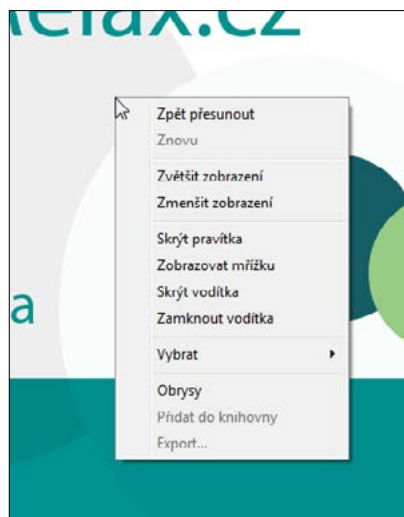 Relax.cz
Zpět přesunout
Znovu
Zvětšit zobrazení
Zmenšit zobrazení
Skrýt pravítka
Zobrazovat mřížku
Skrýt vodítka
Zamknout vodítka
a
Vybrat
Obrysy
Přidat do knihovny
Export...